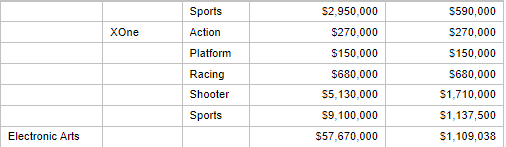 Sports $2,950,000 $590,000
XOne Action $270,000 $270,000
Platform $150,000 $150,000
Racing $680,000 $680,000
Shooter $5,130,000 $1,710,000
Sports $9,100,000 $1,137,500
Electronic Arts $57,670,000 $1,109,038